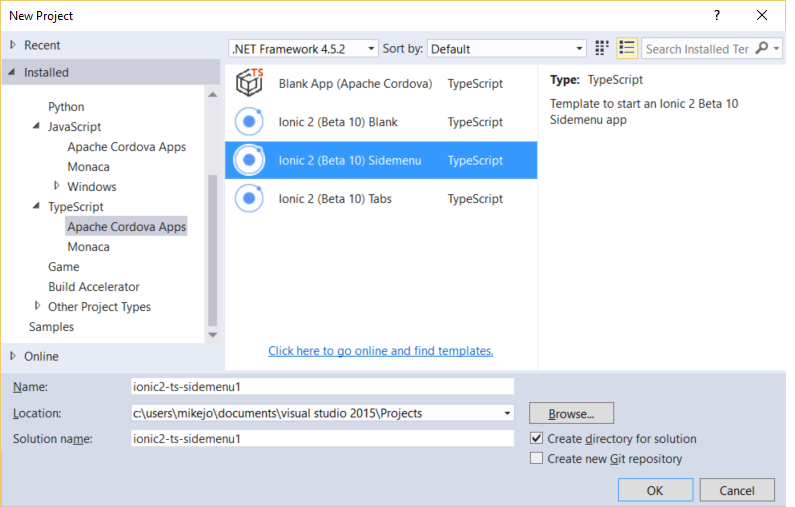 New Project
?
Recent
.NET Framework 4.5.2
Sort by:
Default
Search Installed Ter
Installed
Python
JavaScript
Apache Cordova Apps
Monaca
Windows
TypeScript
Apache Cordova Apps
Monaca
Game
Build Accelerator
Other Project Types
Samples
Online
TS
Blank App (Apache Cordova) TypeScript
Ionic 2 (Beta 10) Blank TypeScript
Ionic 2 (Beta 10) Sidemenu TypeScript
Ionic 2 (Beta 10) Tabs TypeScript
Click here to go online and find templates.
Type: TypeScript
Template to start an Ionic 2 Beta 10
Sidemenu app
Name: ionic2-ts-sidemenu1
Location: c:\users\mikejo\documents\visual studio 2015\Projects
Browse...
Solution name: ionic2-ts-sidemenu1
Create directory for solution
Create new Git repository
OK
Cancel